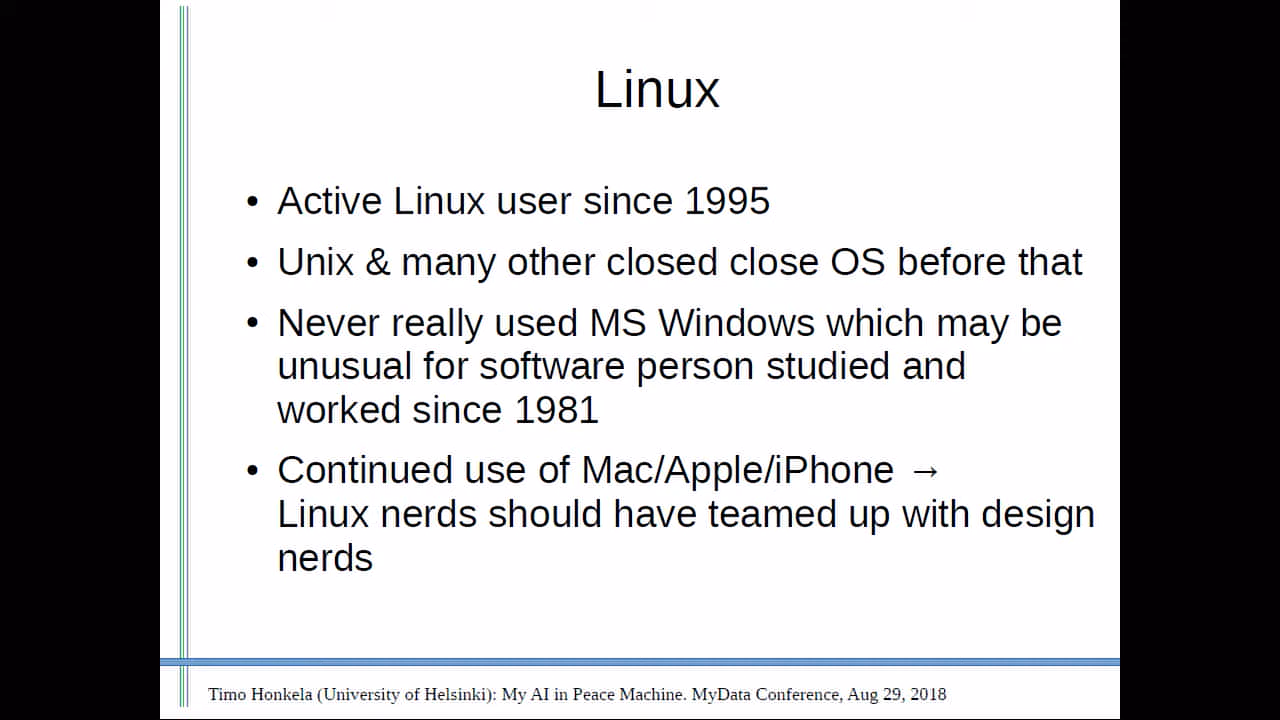 Linux
• Active Linux user since 1995
• Unix & many other closed close OS before that
• Never really used MS Windows which may be
unusual for software person studied and
worked since 1981
• Continued use of Mac/Apple/iPhone →
Linux nerds should have teamed up with design
nerds
Timo Honkela (University of Helsinki): My AI in Peace Machine. MyData Conference, Aug 29, 2018